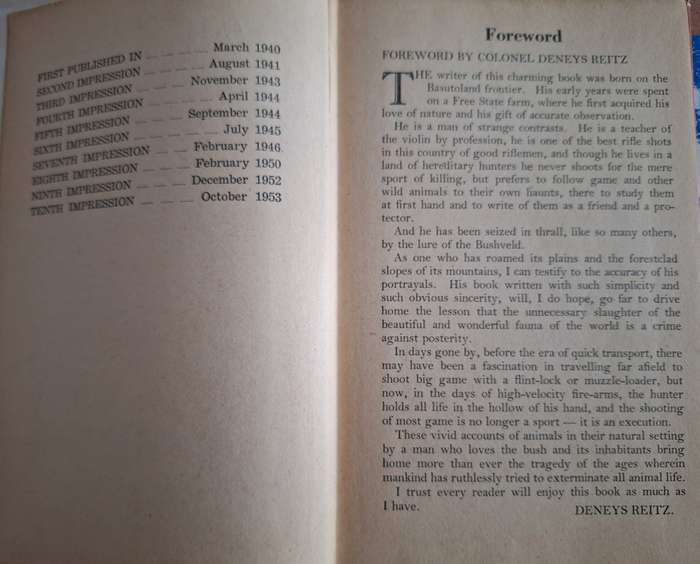 FIRST PUBLISHED IN — — — — March 1940
SECOND IMPRESSION — — — — August 1941
THIRD IMPRESSION — — — November 1943
FOURTH IMPRESSION — — — — April 1944
FIFTH IMPRESSION — — — September 1944
SIXTH IMPRESSION — — — — July 1945
SEVENTH IMPRESSION — — — February 1946
EIGHTH IMPRESSION — — — February 1950
NINTH IMPRESSION — — — December 1952
TENTH IMPRESSION — — — October 1953
Foreword
FOREWORD BY COLONEL DENEYS REITZ
THE writer of this charming book was born on the
Basutoland frontier. His early years were spent
on a Free State farm, where he first acquired his
love of nature and his gift of accurate observation.
He is a man of strange contrasts. He is a teacher of
the violin by profession, he is one of the best rifle shots
in this country of good riflemen, and though he lives in a
land of hereditary hunters he never shoots for the mere
sport of killing, but prefers to follow game and other
wild animals to their own haunts, there to study them
at first hand and to write of them as a friend and a pro-
tector.
And he has been seized in thrall, like so many others,
by the lure of the Bushveld.
As one who has roamed its plains and the forestclad
slopes of its mountains, I can testify to the accuracy of his
portrayals. His book written with such simplicity and
such obvious sincerity, will, I do hope, go far to drive
home the lesson that the unnecessary slaughter of the
beautiful and wonderful fauna of the world is a crime
against posterity.
In days gone by, before the era of quick transport, there
may have been a fascination in travelling far afield to
shoot big game with a flint-lock or muzzle-loader, but
now, in the days of high-velocity fire-arms, the hunter
holds all life in the hollow of his hand, and the shooting
of most game is no longer a sport — it is an execution.
These vivid accounts of animals in their natural setting
by a man who loves the bush and its inhabitants bring
home more than ever the tragedy of the ages wherein
mankind has ruthlessly tried to exterminate all animal life.
I trust every reader will enjoy this book as much as
I have. DENEYS REITZ.